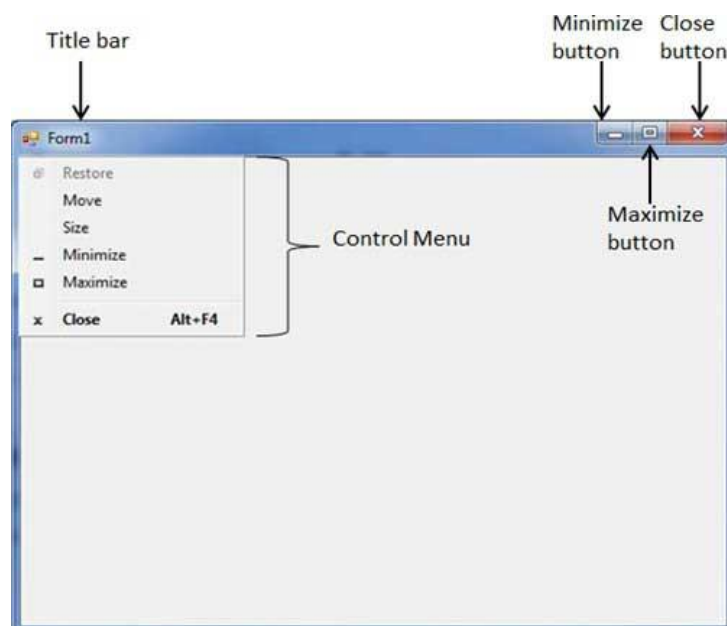 Minimize Close
Title bar button button
Form1
Restore
Move
Size
Minimize
Maximize
Close Alt+F4
Control Menu
Maximize
button